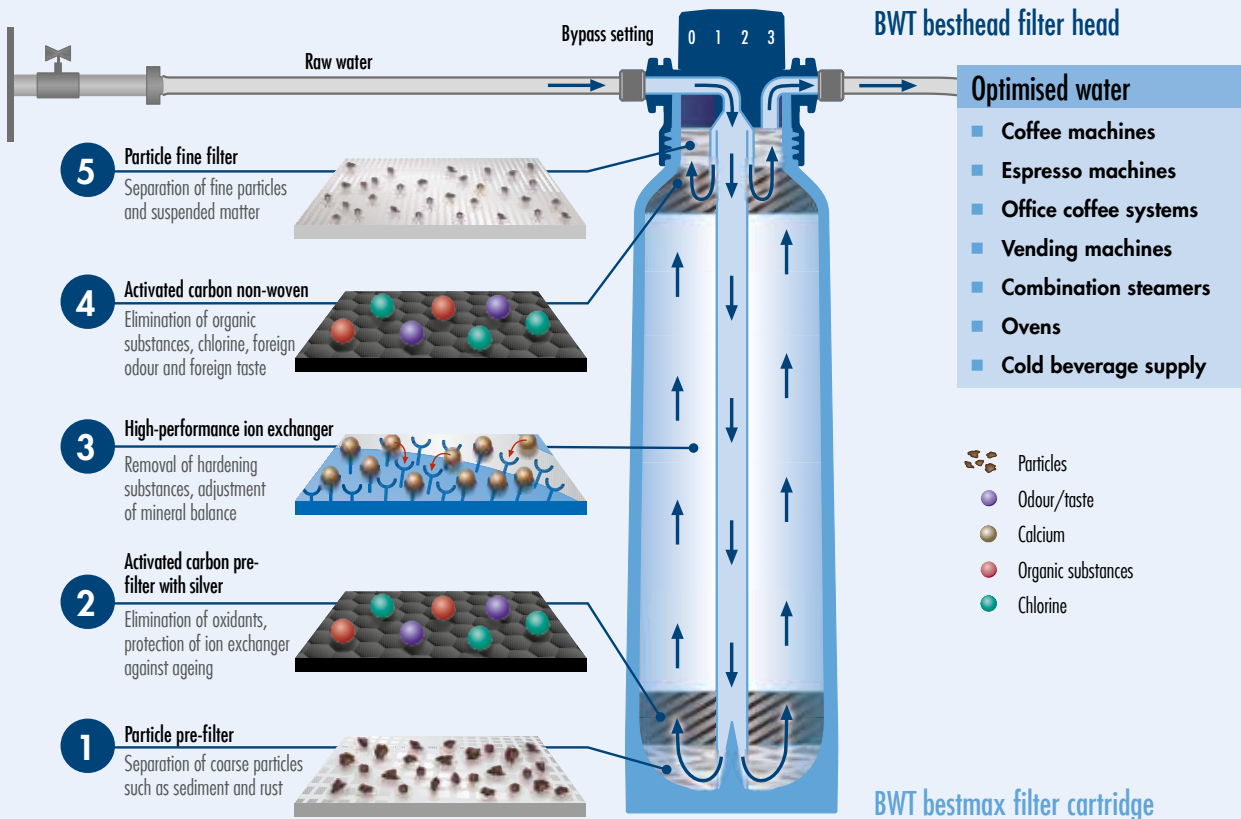 BWT besthead filter head
Bypass setting
0 1 2 3
Raw water
Optimised water
Coffee machines
Espresso machines
Office coffee systems
Vending machines
Combination steamers
Ovens
Cold beverage supply
5
Particle fine filter
Separation of fine particles
and suspended matter
4
Activated carbon non-woven
Elimination of organic
substances, chlorine, foreign
odour and foreign taste
3
High-performance ion exchanger
Removal of hardening
substances, adjustment
of mineral balance
2
Activated carbon pre-
filter with silver
Elimination of oxidants,
protection of ion exchanger
against ageing
1
Particle pre-filter
Separation of coarse particles
such as sediment and rust
Particles
Odour/taste
Calcium
Organic substances
Chlorine
BWT bestmax filter cartridge